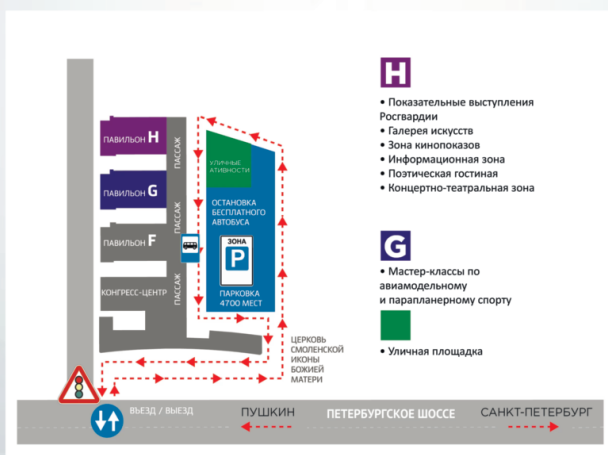 ПАВИЛЬОН H
ПАССАЖ
ПАВИЛЬОН G
ПАССАЖ
ПАВИЛЬОН F
КОНГРЕСС-ЦЕНТР
ПАССАЖ
УЛИЧНЫЕ
АТИВНОСТИ
ОСТАНОВКА
БЕСПЛАТНОГО
АВТОБУСА
ЗОНА
P
ПАРКОВКА
4700 МЕСТ
ЦЕРКОВЬ
СМОЛЕНСКОЙ
ИКОНЫ
БОЖИЕЙ
МАТЕРИ
H
• Показательные выступления
Росгвардии
• Галерея искусств
• Зона кинопоказов
• Информационная зона
• Поэтическая гостиная
• Концертно-театральная зона
G
• Мастер-классы по
авиамодельному
и парапланерному спорту
• Уличная площадка
ВЪЕЗД / ВЫЕЗД
ПУШКИН
ПЕТЕРБУРГСКОЕ ШОССЕ
САНКТ-ПЕТЕРБУРГ